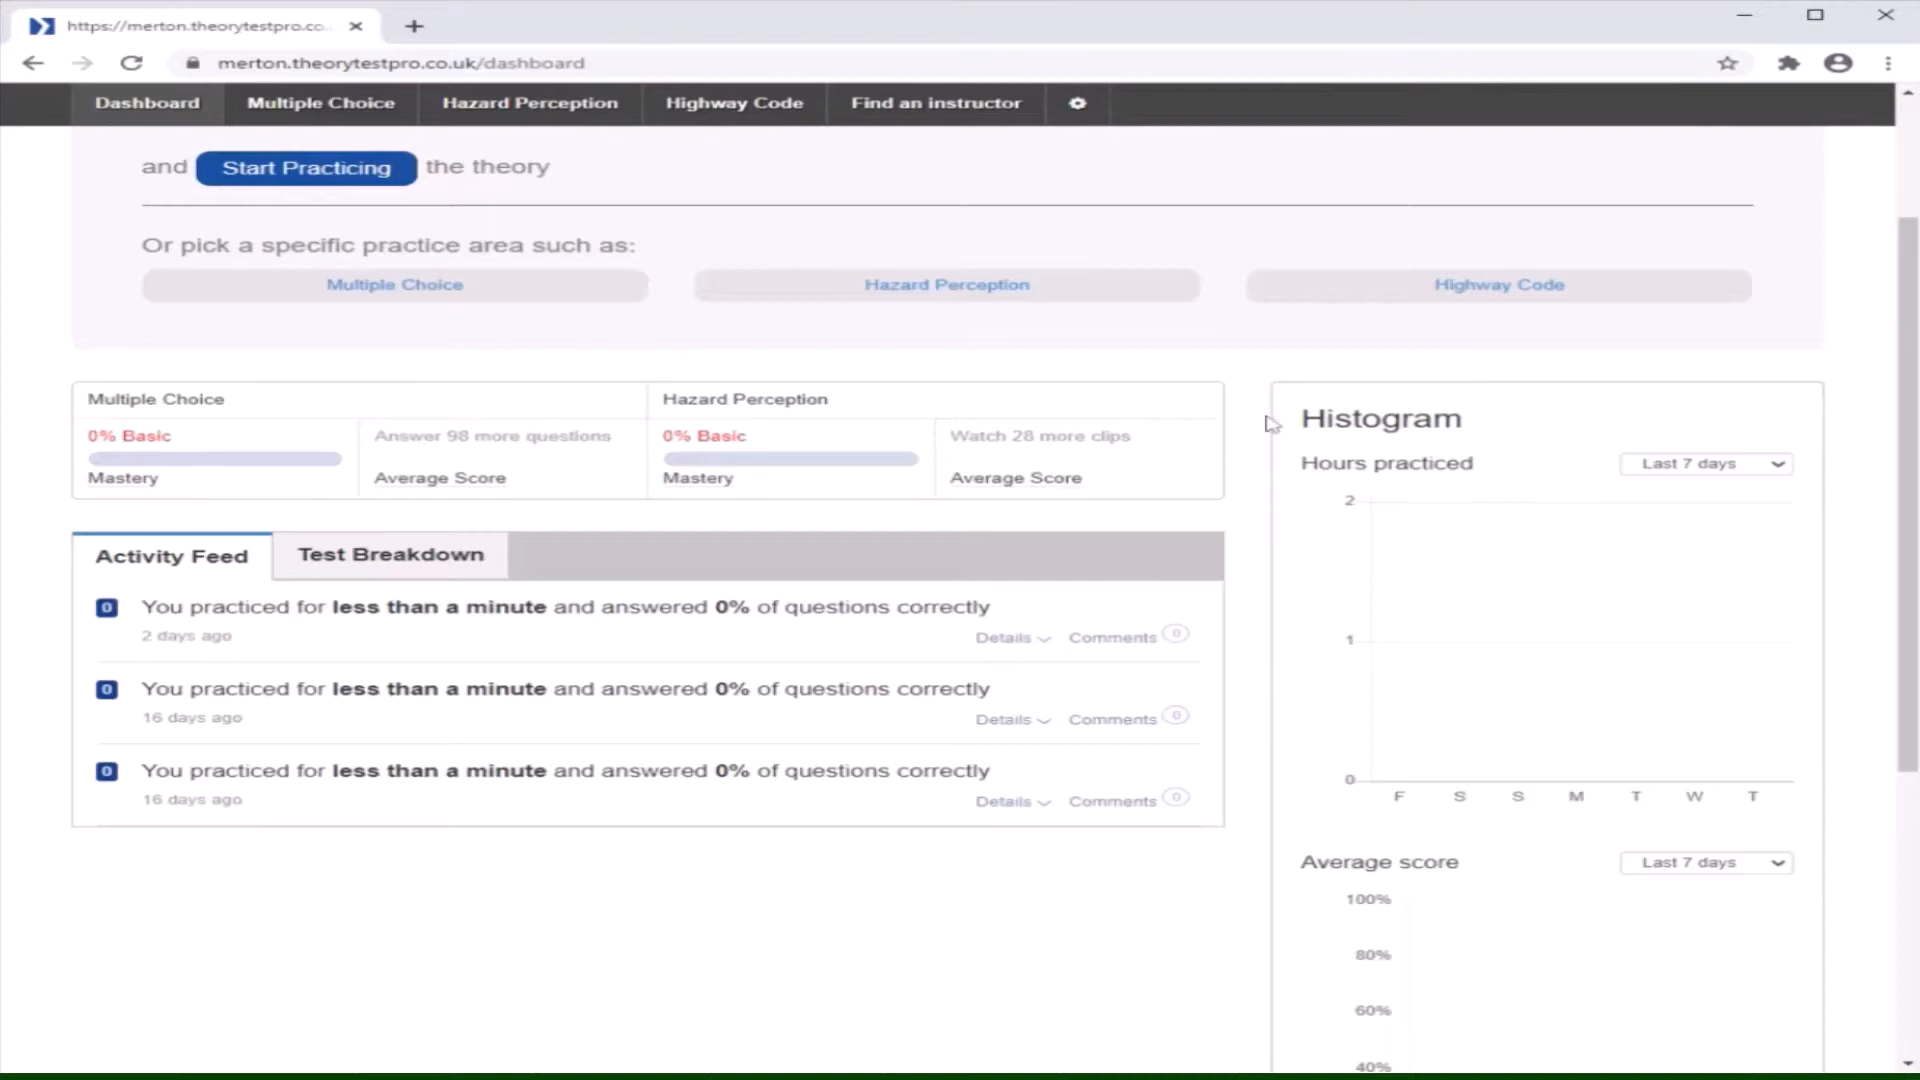 https://merton.theorytestpro.co..
merton.theorytestpro.co.uk/dashboard
Dashboard Multiple Choice Hazard Perception Highway Code Find an instructor
and Start Practicing the theory
Or pick a specific practice area such as:
Multiple Choice Hazard Perception Highway Code
Multiple Choice Hazard Perception
0% Basic Answer 98 more questions 0% Basic Watch 28 more clips
Mastery Average Score Mastery Average Score
Activity Feed Test Breakdown
0 You practiced for less than a minute and answered 0% of questions correctly
2 days ago
Details Comments 0
0 You practiced for less than a minute and answered 0% of questions correctly
16 days ago
Details Comments 0
0 You practiced for less than a minute and answered 0% of questions correctly
16 days ago
Details Comments 0
Histogram
Hours practiced Last 7 days
2
1
0
F S S M T W T
Average score Last 7 days
100%
80%
60%
40%